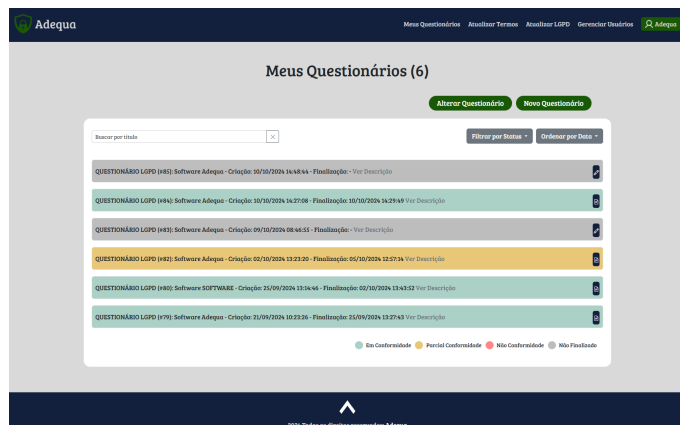 Adequa
Meus Questionários Atualizar Termos Atualizar LGPD Gerenciar Usuários Adequa
Meus Questionários (6)
Alterar Questionário Novo Questionário
Buscar por título
Filtrar por Status Ordenar por Data
QUESTIONÁRIO LGPD (#85): Software Adequa - Criação: 10/10/2024 14:48:44 - Finalização: - Ver Descrição
QUESTIONÁRIO LGPD (#84): Software Adequa - Criação: 10/10/2024 14:27:08 - Finalização: 10/10/2024 14:29:49 Ver Descrição
QUESTIONÁRIO LGPD (#83): Software Adequa - Criação: 09/10/2024 08:46:55 - Finalização: - Ver Descrição
QUESTIONÁRIO LGPD (#82): Software Adequa - Criação: 02/10/2024 13:23:20 - Finalização: 05/10/2024 12:57:14 Ver Descrição
QUESTIONÁRIO LGPD (#80): Software SOFTWARE - Criação: 25/09/2024 13:14:46 - Finalização: 02/10/2024 13:43:52 Ver Descrição
QUESTIONÁRIO LGPD (#79): Software Adequa - Criação: 21/09/2024 10:23:26 - Finalização: 25/09/2024 13:27:43 Ver Descrição
Em Conformidade Parcial Conformidade Não Conformidade Não Finalizado
2024 Todos os direitos reservados: Adequa